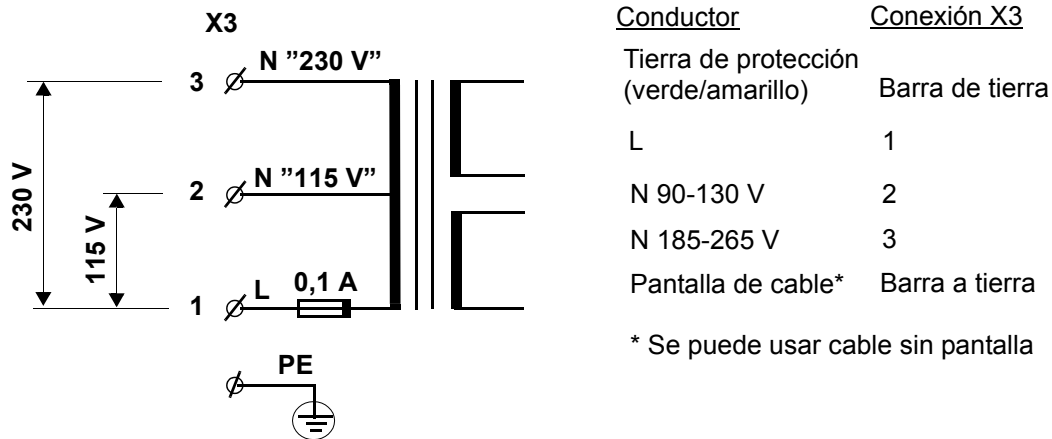 X3
3
N ”230 V”
230 V
2
N ”115 V”
115 V
1
L
0,1 A
PE
Conductor Conexión X3
Tierra de protección
(verde/amarillo) Barra de tierra
L 1
N 90-130 V 2
N 185-265 V 3
Pantalla de cable* Barra a tierra
* Se puede usar cable sin pantalla